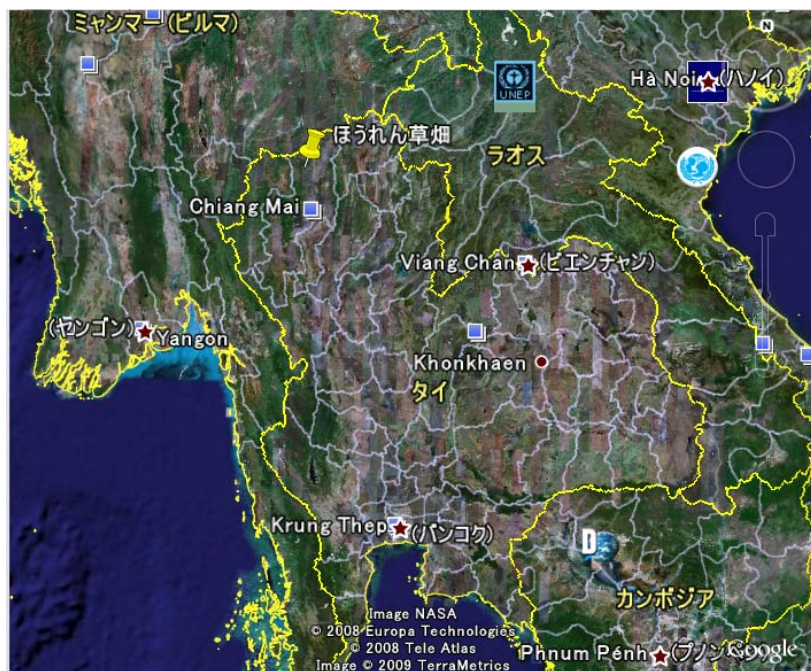 ミャンマー(ビルマ)
N
UNEP
Hà Noi (ハノイ)
ほうれん草畑
ラオス
Chiang Mai
Viang Chan (ビエンチャン)
(ヤンゴン) Yangon
Khonkhaen
タイ
Krung Thep (バンコク)
D
カンボジア
Image NASA
© 2008 Europa Technologies
© 2008 Tele Atlas
Image © 2009 TerraMetrics
Phnum Pénh
Google